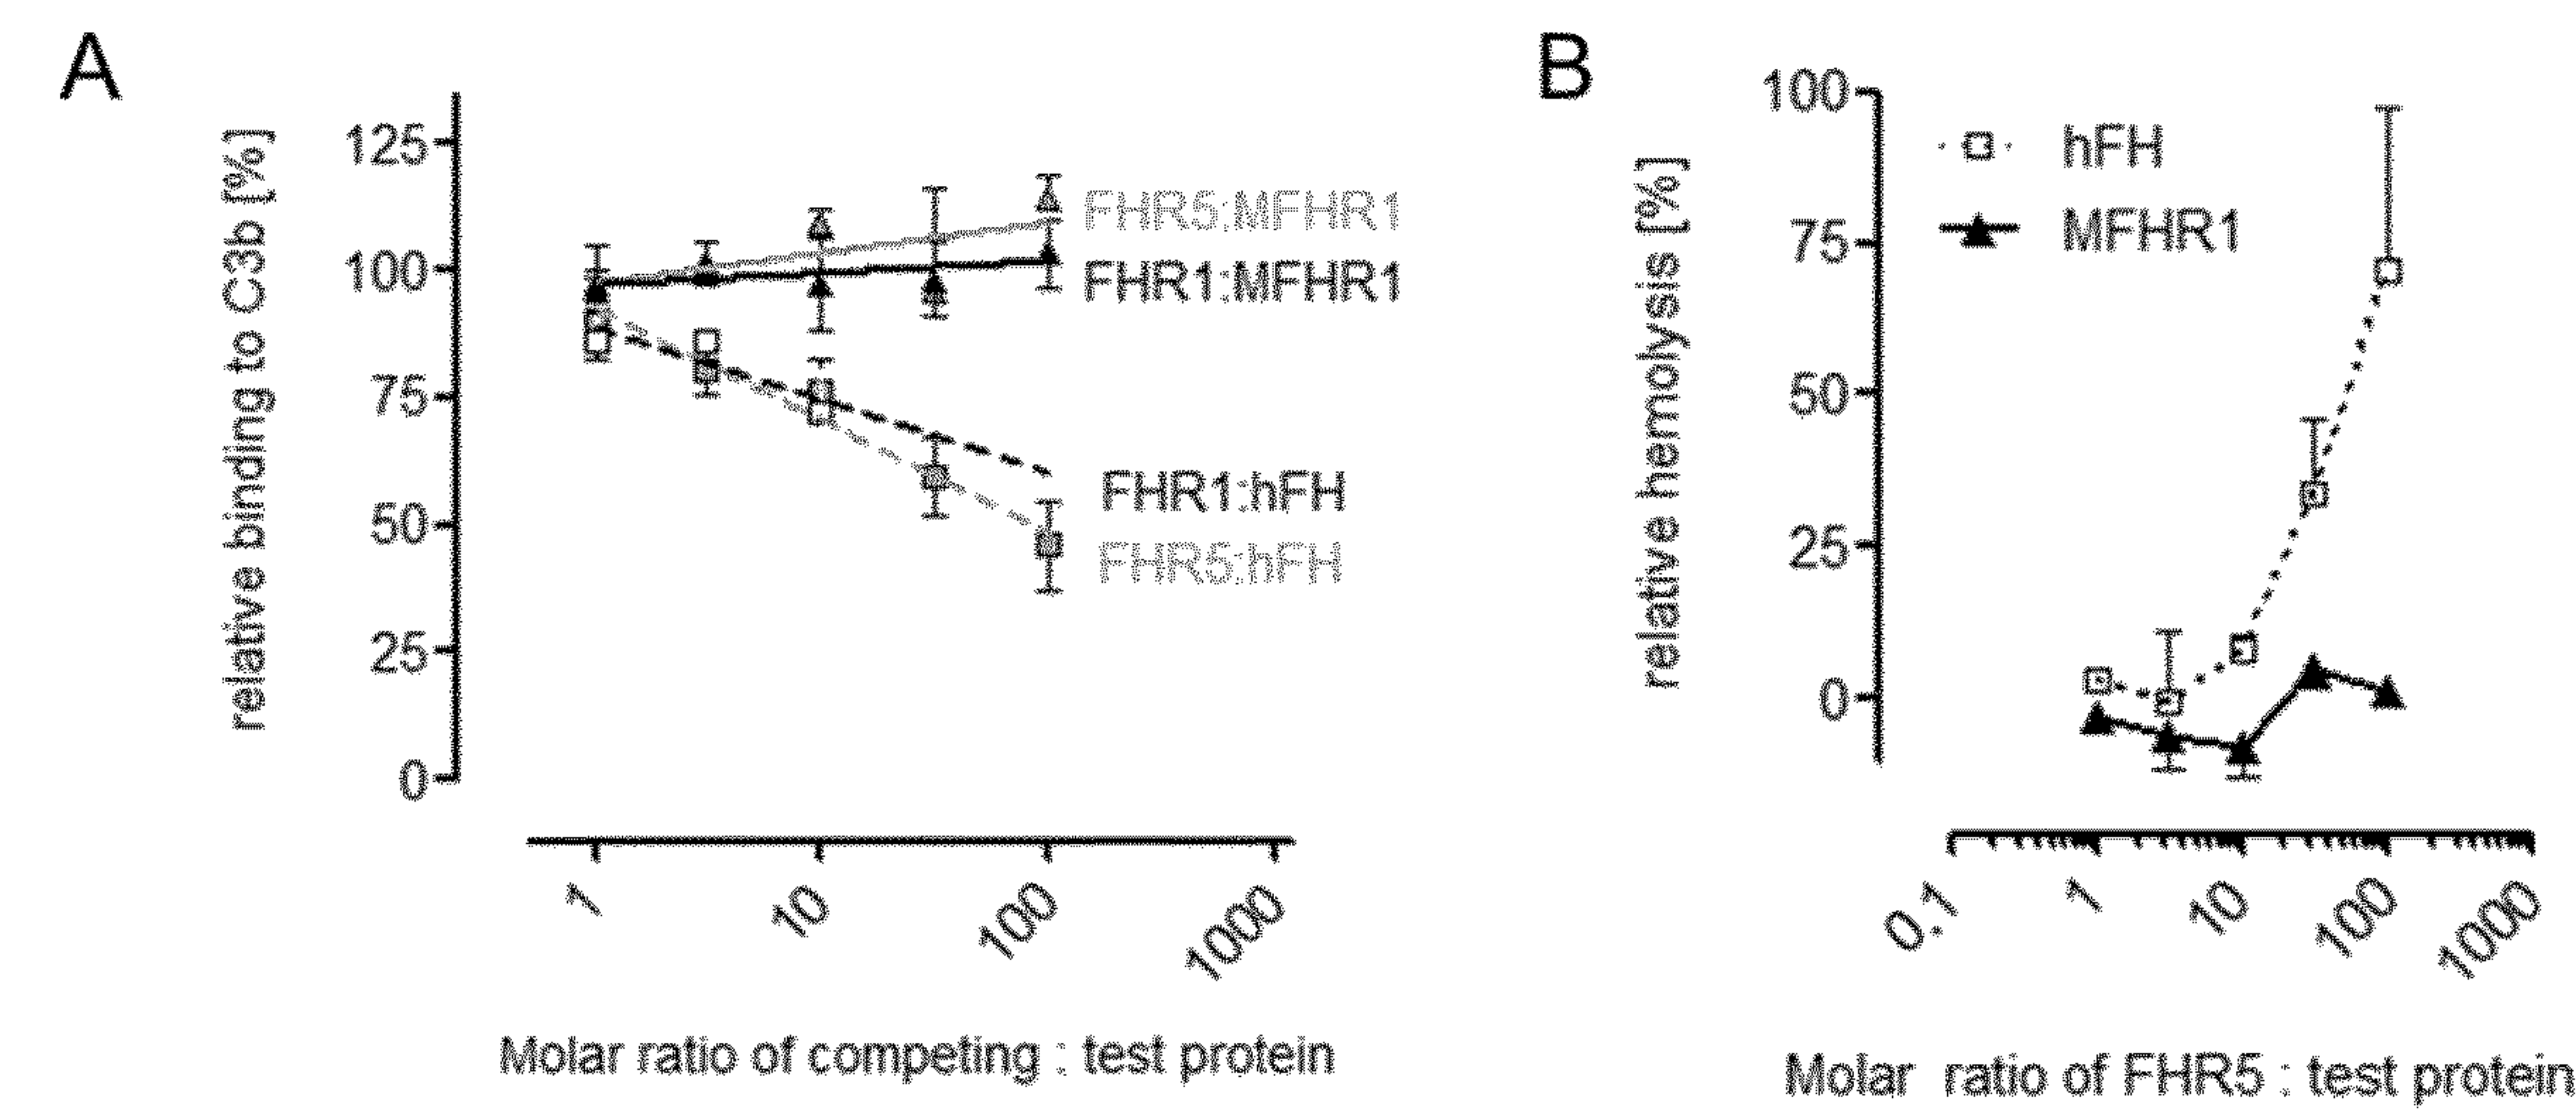 A
relative binding to C3b [%]
125
100
75
50
25
0
FHR5:MFHR1
FHR1:MFHR1
FHR1:hFH
FHR5:hFH
1
10
100
1000
Molar ratio of competing : test protein
B
relative hemolysis [%]
100
75
50
25
0
hFH
MFHR1
0.1
1
10
100
1000
Molar ratio of FHR5 : test protein